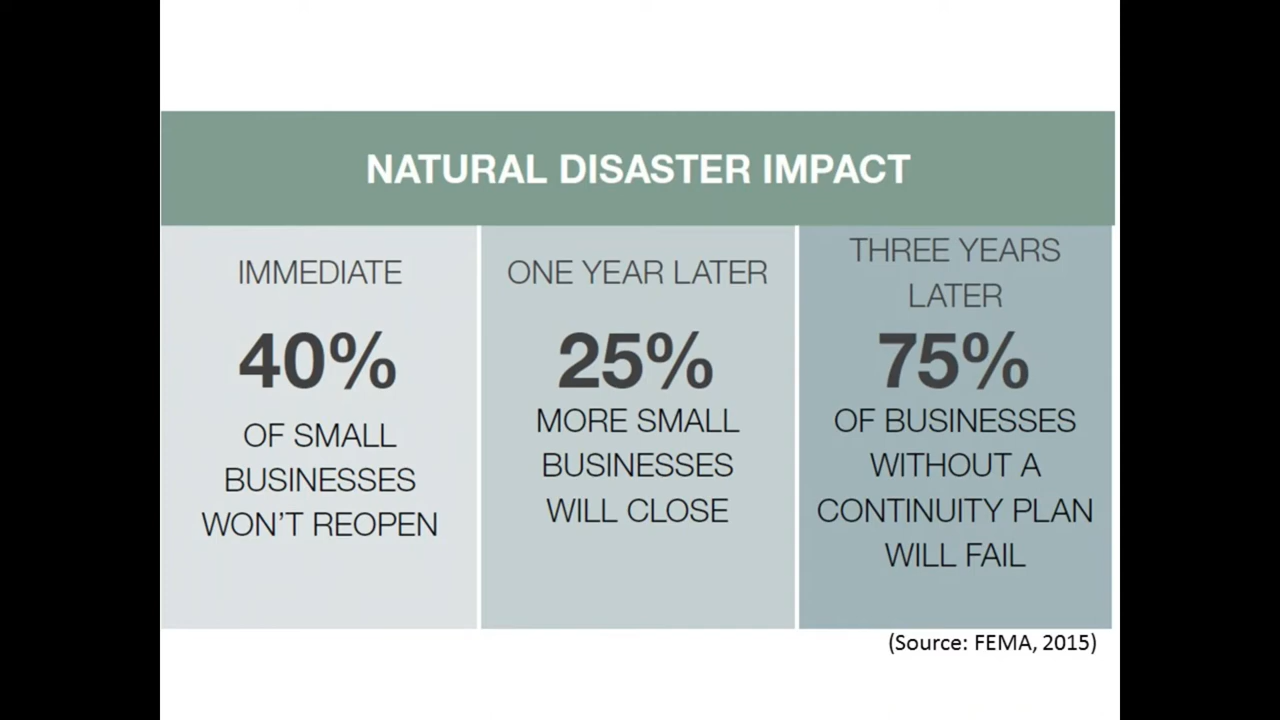 NATURAL DISASTER IMPACT
IMMEDIATE
40%
OF SMALL
BUSINESSES
WON'T REOPEN
ONE YEAR LATER
25%
MORE SMALL
BUSINESSES
WILL CLOSE
THREE YEARS
LATER
75%
OF BUSINESSES
WITHOUT A
CONTINUITY PLAN
WILL FAIL
(Source: FEMA, 2015)